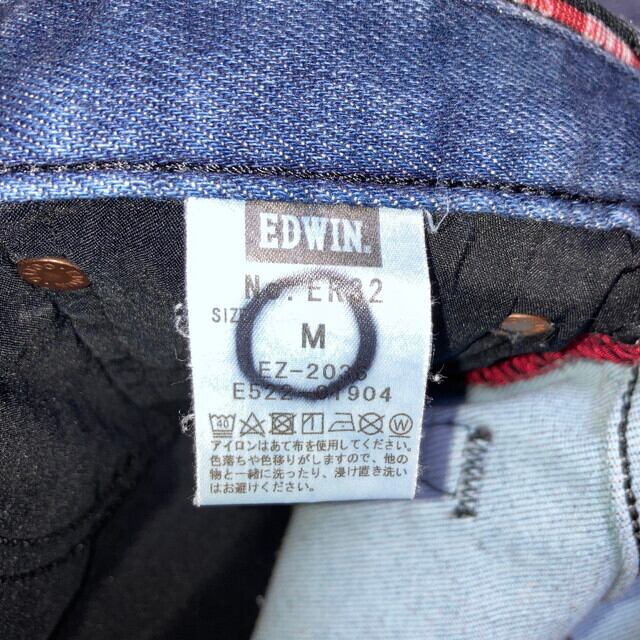 EDWIN.
No. ER32
SIZE
M
EZ-2036
E522-01904
40
W
アイロンはあて布を使用してください。
色落ちや色移りがしますので、他の
物と一緒に洗ったり、浸け置き洗い
はお避けください。